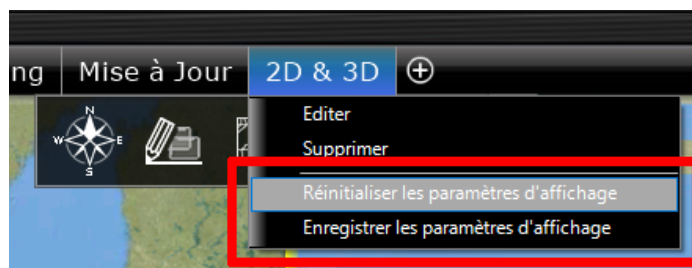 ng Mise à Jour 2D & 3D
N
W E
S
Editer
Supprimer
Réinitialiser les paramètres d'affichage
Enregistrer les paramètres d'affichage